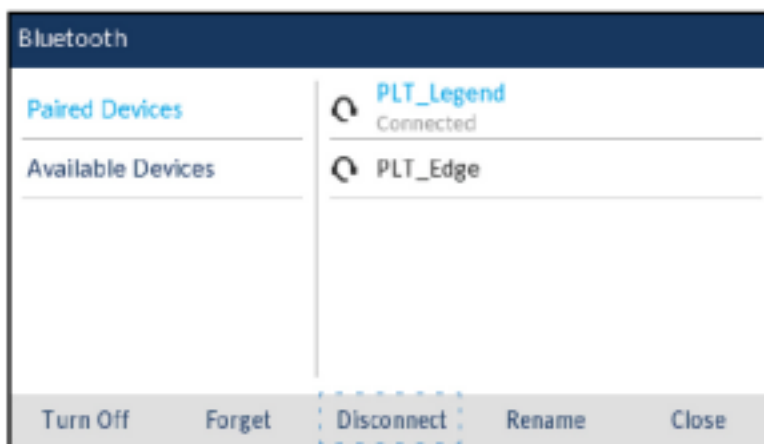 Bluetooth
Paired Devices
Available Devices
PLT_Legend
Connected
PLT_Edge
Turn Off Forget Disconnect Rename Close